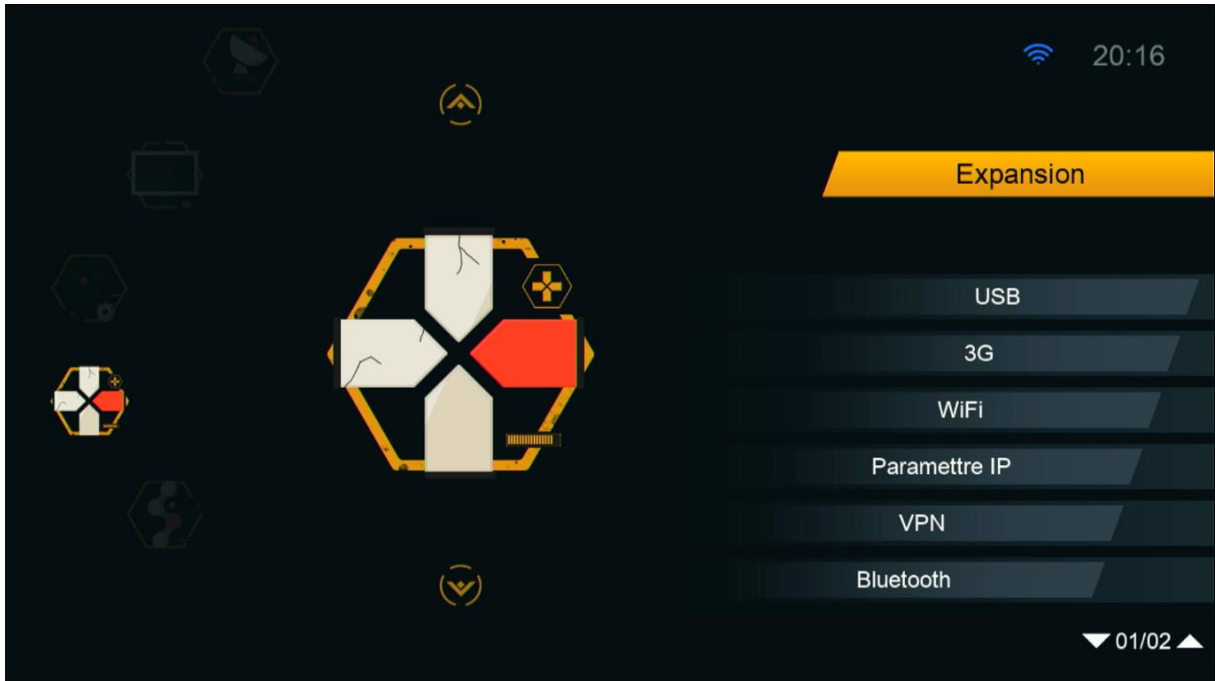 20:16
Expansion
USB
3G
WiFi
Paramettre IP
VPN
Bluetooth
01/02